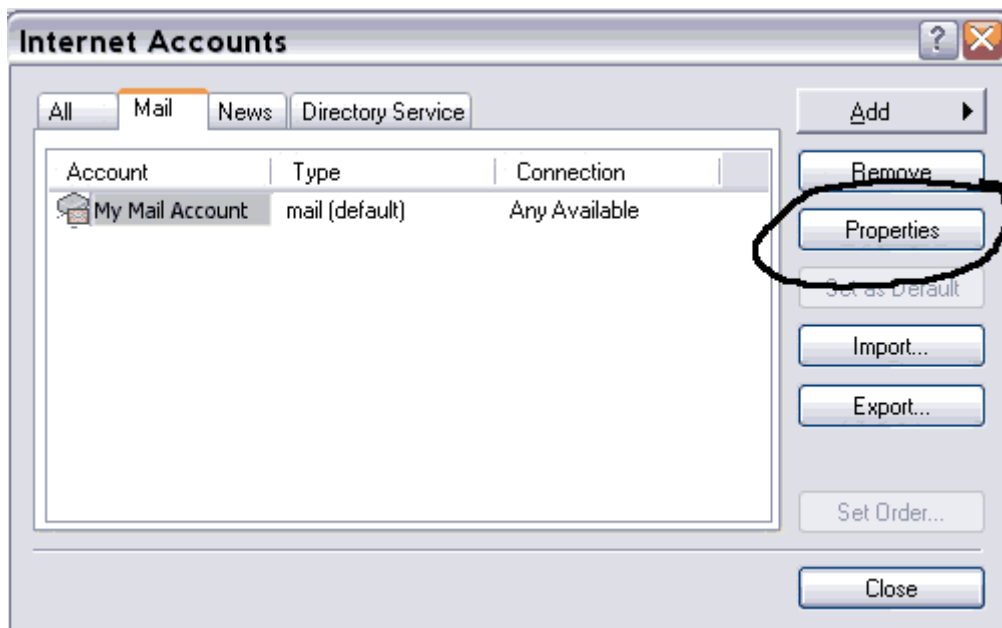 Internet Accounts
?
All Mail News Directory Service
Add
Remove
Account Type Connection
My Mail Account mail (default) Any Available
Properties
Set as Default
Import...
Export...
Set Order...
Close